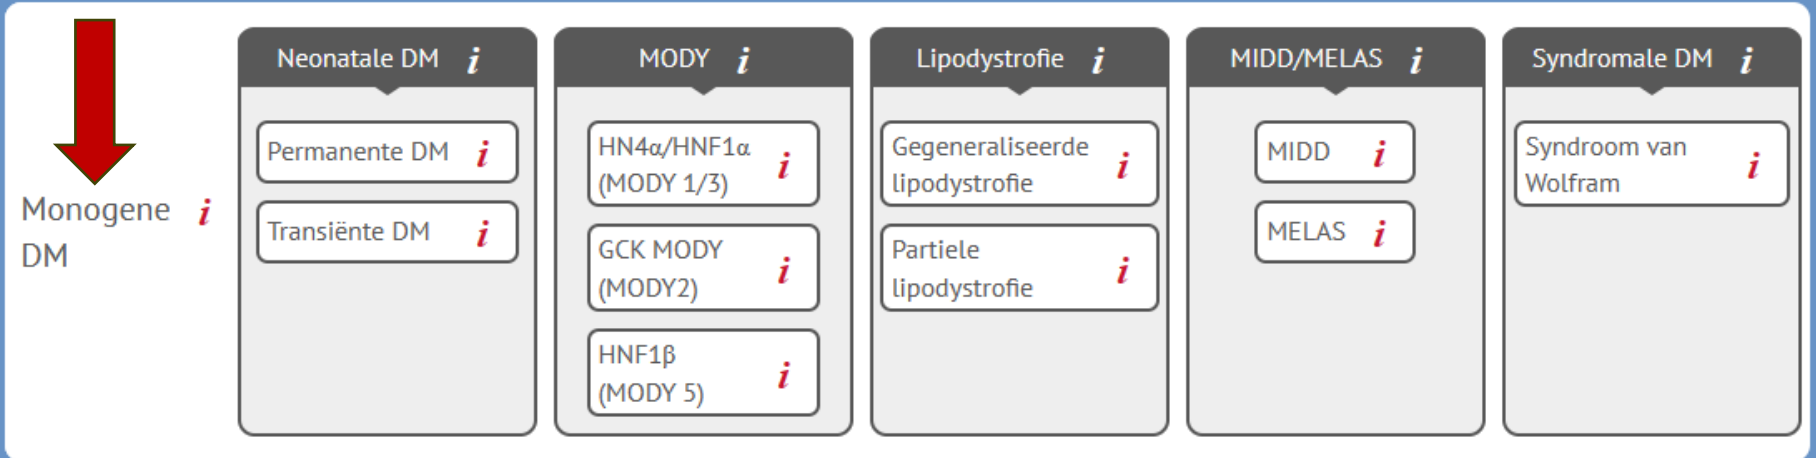 Monogene i
DM
Neonatale DM i
Permanente DM i
Transiënte DM i
MODY i
HN4α/HNF1α i
(MODY 1/3)
GCK MODY i
(MODY2)
HNF1β i
(MODY 5)
Lipodystrofie i
Gegeneraliseerde i
lipodystrofie
Partiele i
lipodystrofie
MIDD/MELAS i
MIDD i
MELAS i
Syndromale DM i
Syndroom van i
Wolfram